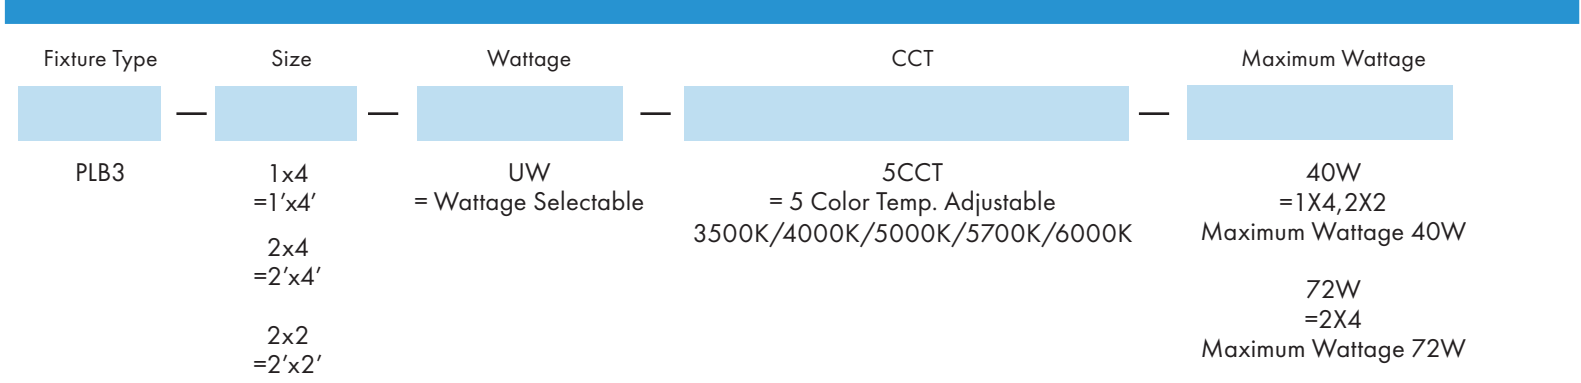 Fixture Type
Size
Wattage
CCT
Maximum Wattage
— — — —
PLB3
1x4
=1’x4’
2x4
=2’x4’
2x2
=2’x2’
UW
= Wattage Selectable
5CCT
= 5 Color Temp. Adjustable
3500K/4000K/5000K/5700K/6000K
40W
=1X4,2X2
Maximum Wattage 40W
72W
=2X4
Maximum Wattage 72W